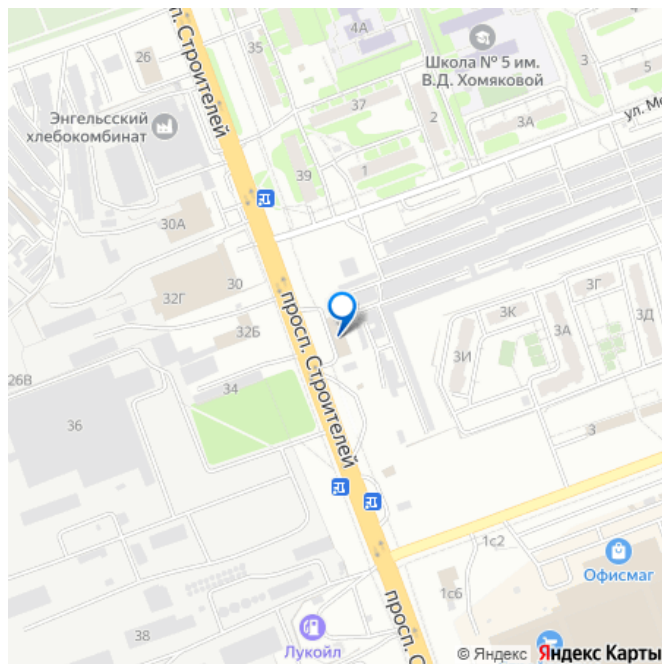 п. Строителей
26
35
4А
Школа № 5 им.
В.Д. Хомяковой
3
5
Энгельсский
хлебокомбинат
37
2
3А
ул. Мо
1
39
30А
30
32Г
32Б
просп. Строителей
3Г
3К
3А
3Д
3И
26В
34
36
3
1с2
Офисмаг
1с6
38
Лукойл
просп. С
© Яндекс Яндекс Карты